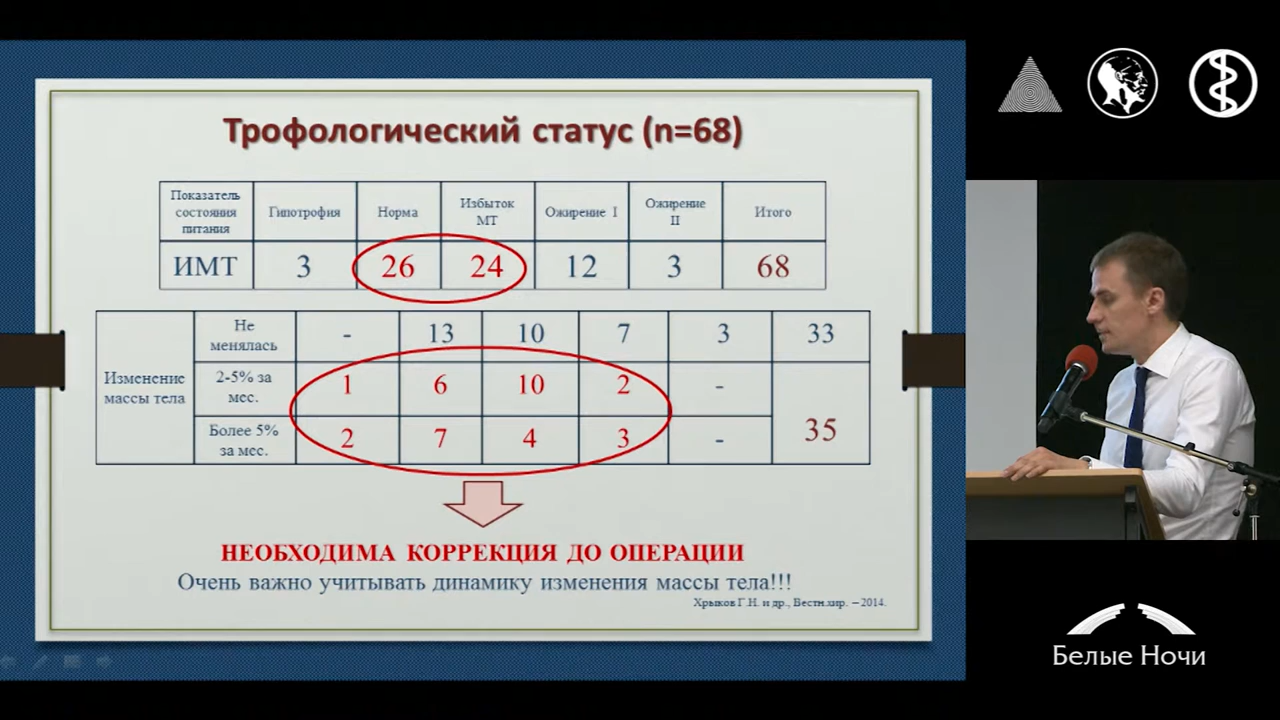 Трофологический статус (n=68)
Показатель
состояния
питания
Гипотрофия
Норма
Избыток
МТ
Ожирение I
Ожирение
II
Итого
ИМТ
3
26
24
12
3
68
Изменение
массы тела
Не
менялась
-
13
10
7
3
33
2-5% за
мес.
1
6
10
2
-
35
Более 5%
за мес.
2
7
4
3
-
НЕОБХОДИМА КОРРЕКЦИЯ ДО ОПЕРАЦИИ
Очень важно учитывать динамику изменения массы тела!!!
Хрыков Г.Н. и др., Вестн.хир. – 2014.
Белые Ночи